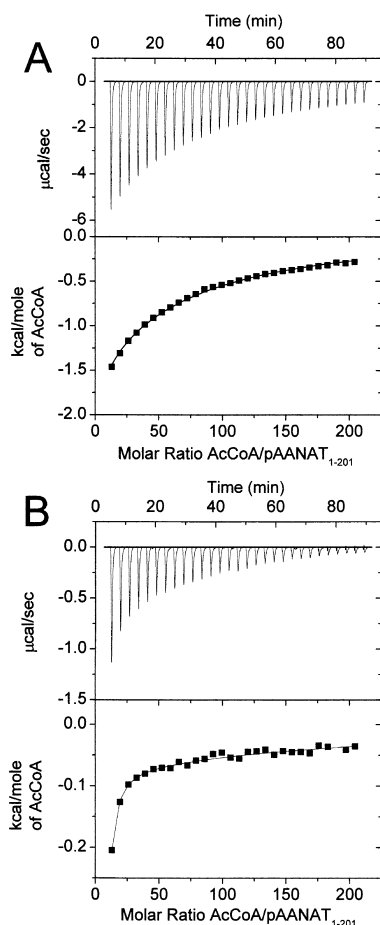 A
Time (min)
0 20 40 60 80
0
-2
-4
-6
µcal/sec
0.0
-0.5
-1.0
-1.5
-2.0
kcal/mole
of AcCoA
0 50 100 150 200
Molar Ratio AcCoA/pAANAT1-201
B
Time (min)
0 20 40 60 80
0.0
-0.5
-1.0
-1.5
µcal/sec
0.0
-0.1
-0.2
kcal/mole
of AcCoA
0 50 100 150 200
Molar Ratio AcCoA/pAANAT1-201